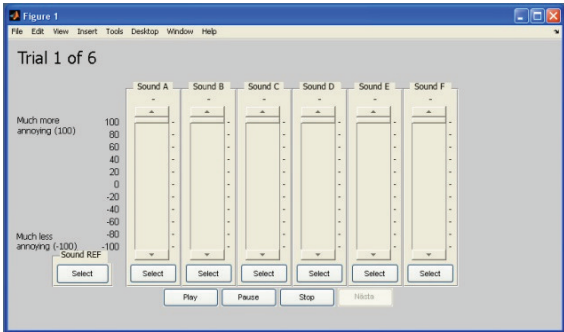 Figure 1
File Edit View Insert Tools Desktop Window Help
Trial 1 of 6
Sound A Sound B Sound C Sound D Sound E Sound F
- - - - - -
Much more
annoying (100)
100
80
60
40
20
0
-20
-40
-60
-80
-100
Much less
annoying (-100)
Sound REF
Select Select Select Select Select Select Select
Play Pause Stop Nästa